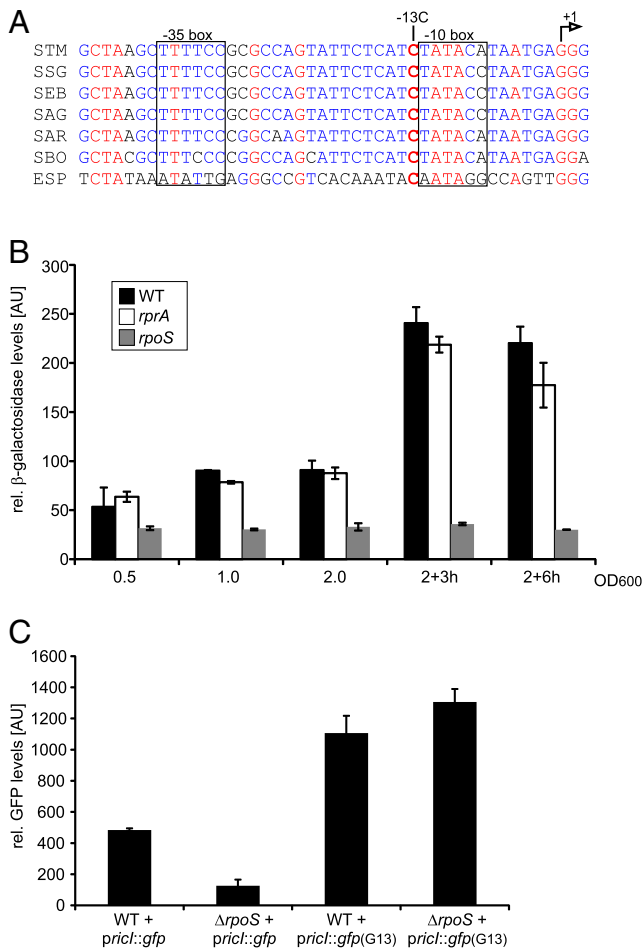 A
-13C
-35 box
-10 box
+1
STM GCTAAGCTTTTCCGCGCCAGTATTCTCATCTATACATAATGAGGG
SSG GCTAAGCTTTTCCGCGCCAGTATTCTCATCTATACCTAATGAGGG
SEB GCTAAGCTTTTCCGCGCCAGTATTCTCATCTATACCTAATGAGGG
SAG GCTAAGCTTTTCCGCGCCAGTATTCTCATCTATACCTAATGAGGG
SAR GCTAAGCTTTTCCCGGCAAGTATTCTCATCTATACATAATGAGGG
SBO GCTACGCTTTCCCCGGCCAGCATTCTCATCTATACATAATGAGGA
ESP TCTATAAATATTGAGGGCCGTCACAAATACAATAGGCCAGTTGGG
B
rel. β-galactosidase levels [AU]
300
250
200
150
100
50
0
WT
rprA
rpoS
0.5 1.0 2.0 2+3h 2+6h OD600
C
rel. GFP levels [AU]
1600
1400
1200
1000
800
600
400
200
0
WT + pricI::gfp
ΔrpoS + pricI::gfp
WT + pricI::gfp(G13)
ΔrpoS + pricI::gfp(G13)